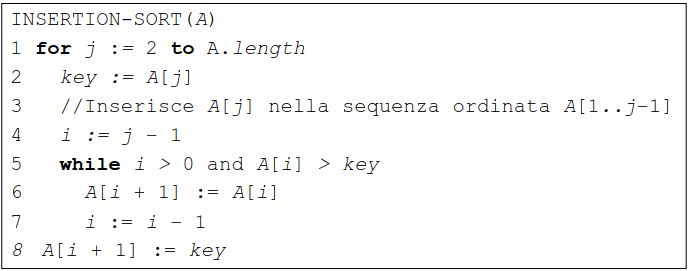 INSERTION-SORT(A)
1 for j := 2 to A.length
2 key := A[j]
3 //Inserisce A[j] nella sequenza ordinata A[1..j-1]
4 i := j - 1
5 while i > 0 and A[i] > key
6 A[i + 1] := A[i]
7 i := i - 1
8 A[i + 1] := key